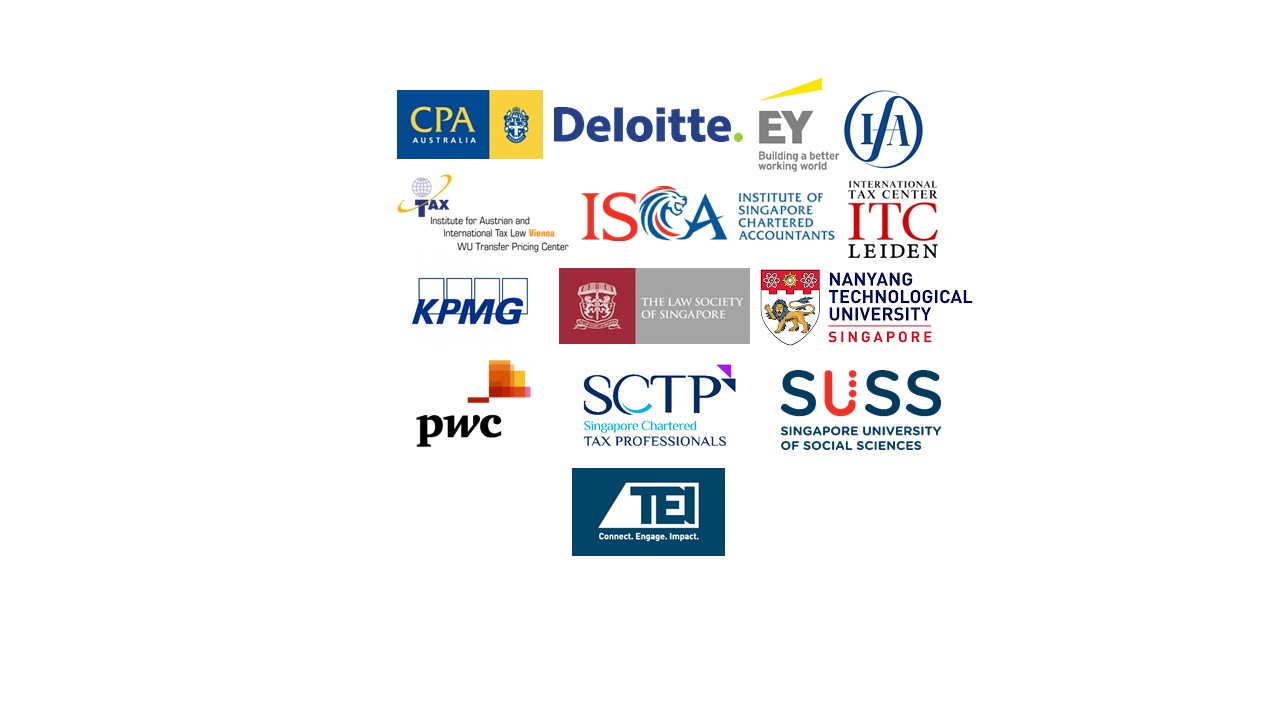 CPA
AUSTRALIA
Deloitte.
EY
Building a better
working world
IFA
TAX
Institute for Austrian and
International Tax Law Vienna
WU Transfer Pricing Center
ISCA
INSTITUTE OF
SINGAPORE
CHARTERED
ACCOUNTANTS
INTERNATIONAL
TAX CENTER
ITC
LEIDEN
KPMG
THE LAW SOCIETY
OF SINGAPORE
NANYANG
TECHNOLOGICAL
UNIVERSITY
SINGAPORE
pwc
SCTP
Singapore Chartered
TAX PROFESSIONALS
SUSS
SINGAPORE UNIVERSITY
OF SOCIAL SCIENCES
TEI
Connect. Engage. Impact.